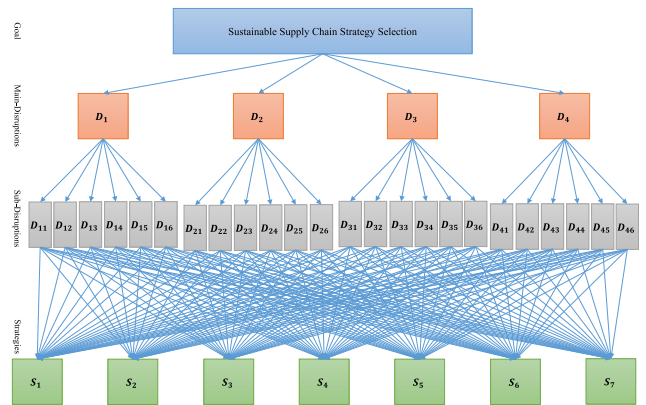 Goal
Sustainable Supply Chain Strategy Selection
Main-Disruptions
D₁ D₂ D₃ D₄
Sub-Disruptions
D₁₁ D₁₂ D₁₃ D₁₄ D₁₅ D₁₆ D₂₁ D₂₂ D₂₃ D₂₄ D₂₅ D₂₆ D₃₁ D₃₂ D₃₃ D₃₄ D₃₅ D₃₆ D₄₁ D₄₂ D₄₃ D₄₄ D₄₅ D₄₆
Strategies
S₁ S₂ S₃ S₄ S₅ S₆ S₇